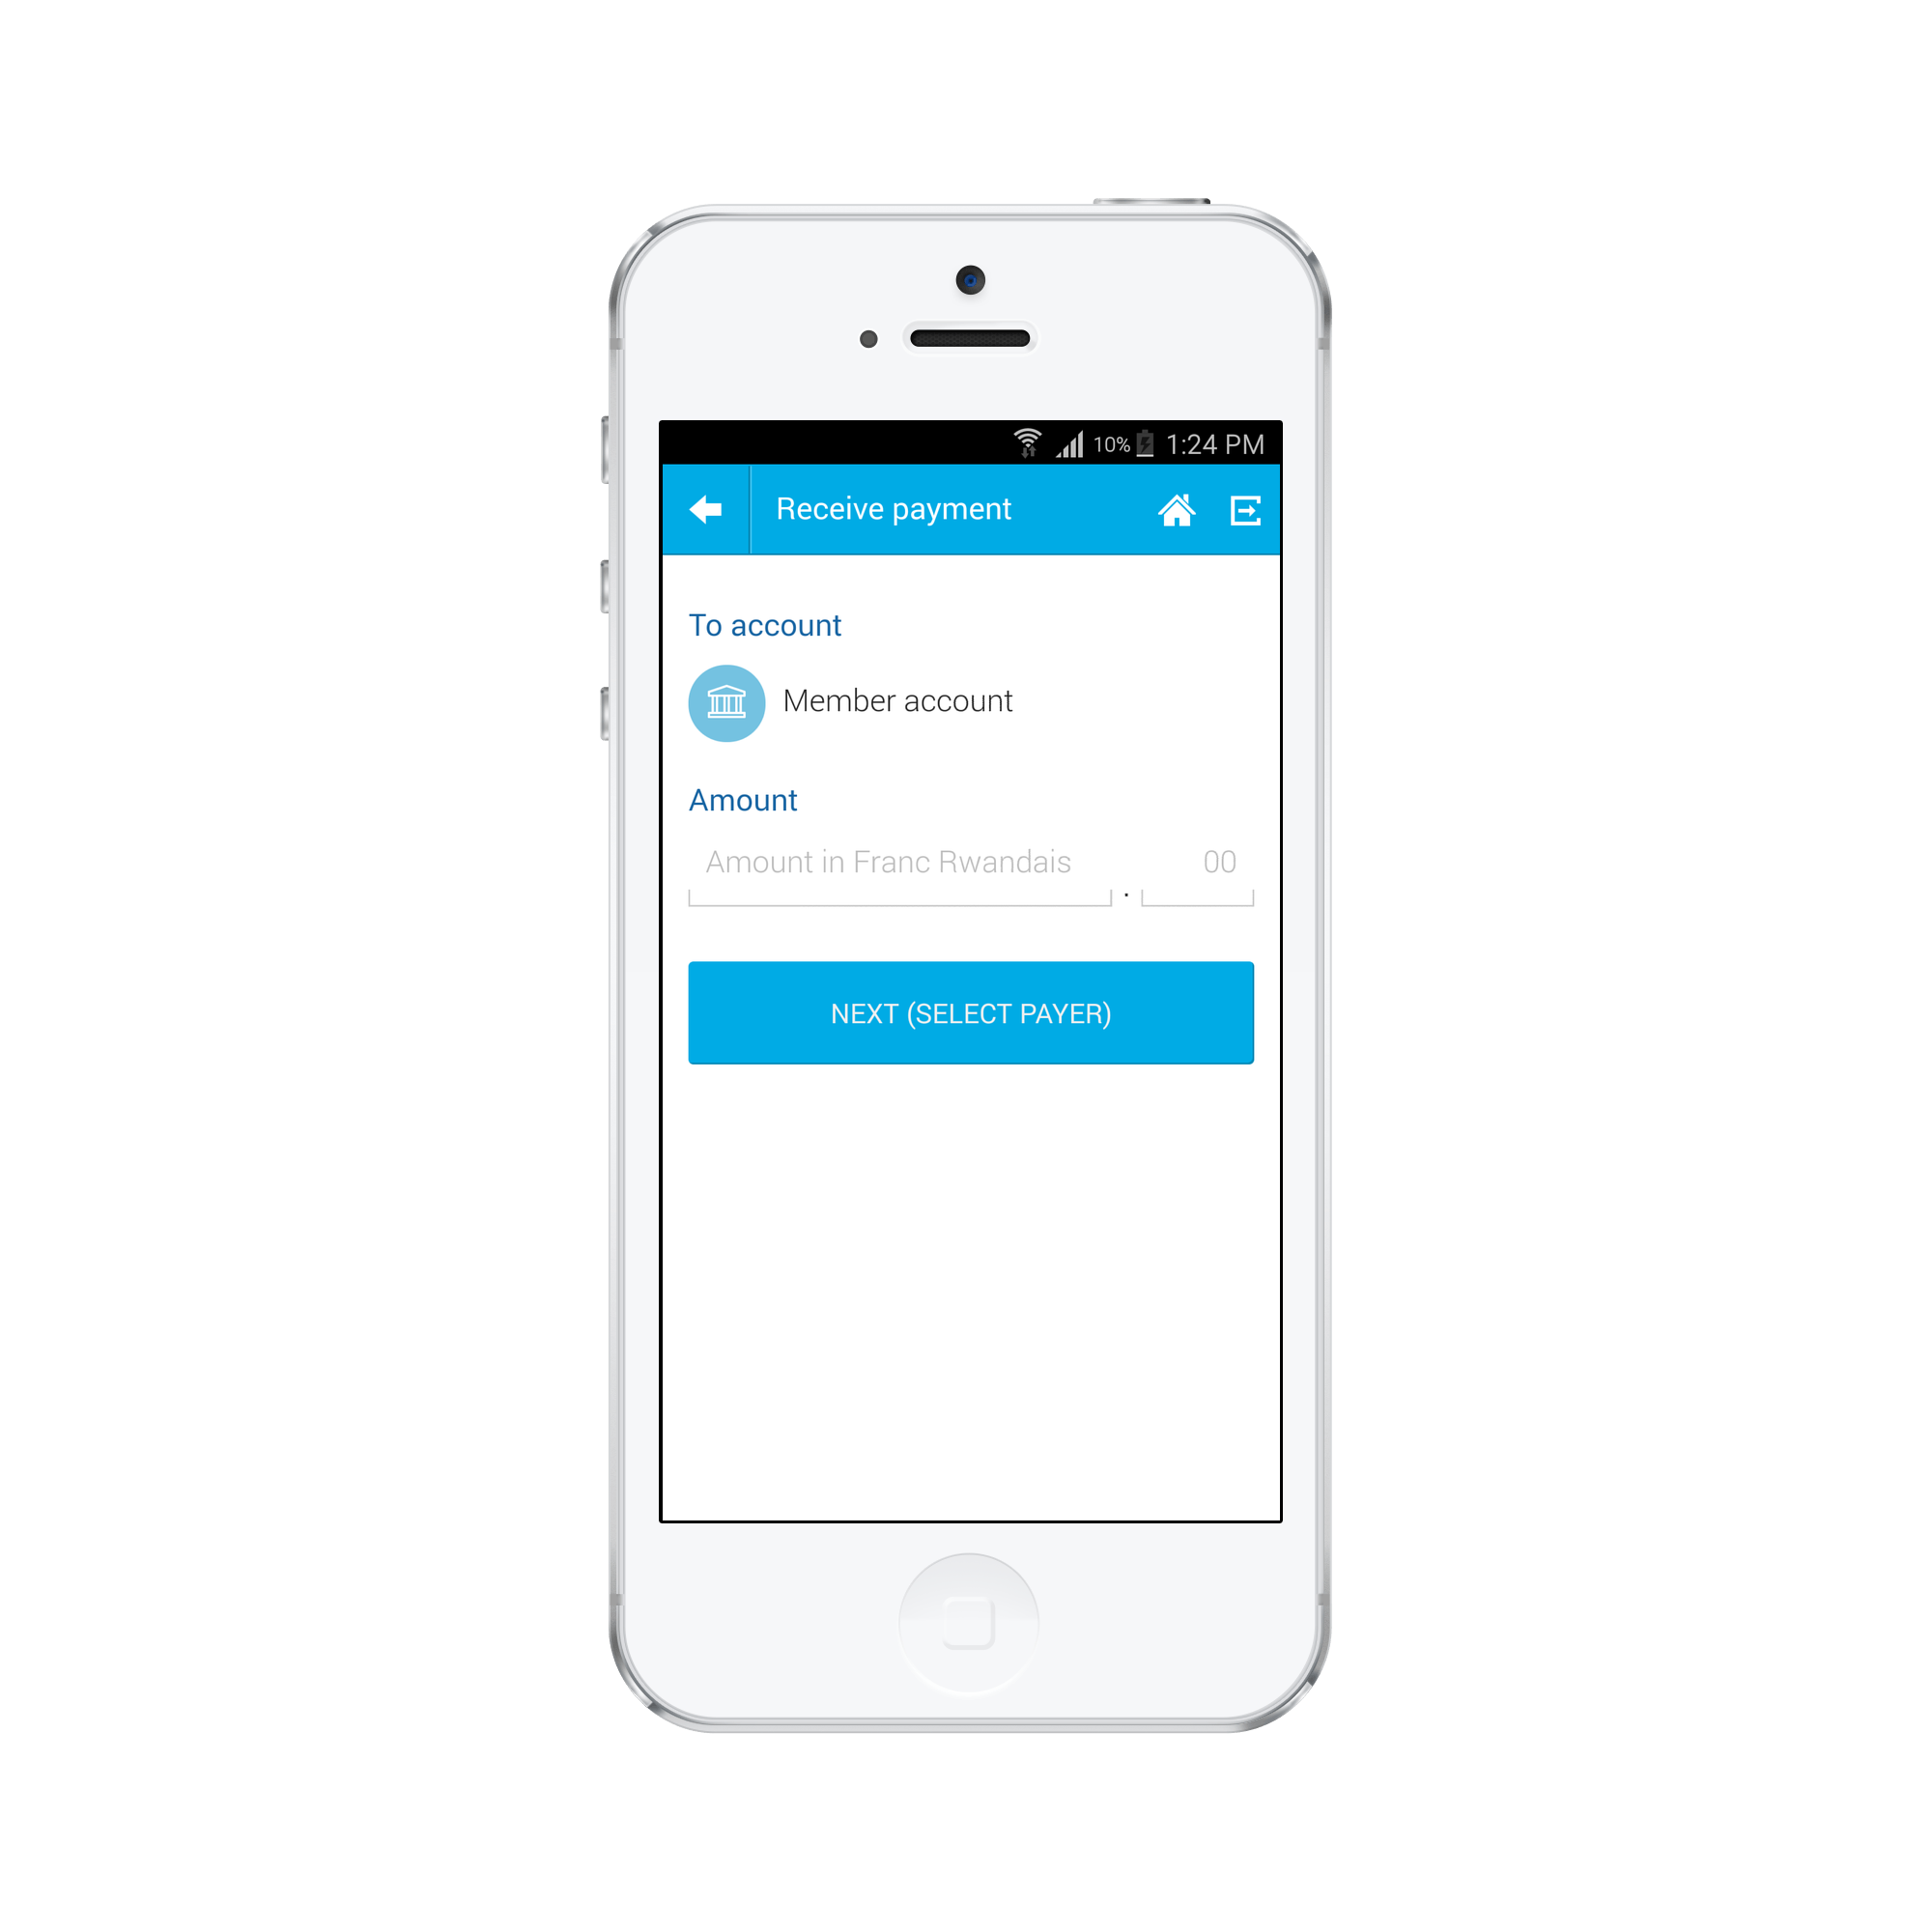 10% 1:24 PM
Receive payment
To account
Member account
Amount
Amount in Franc Rwandais . 00
NEXT (SELECT PAYER)